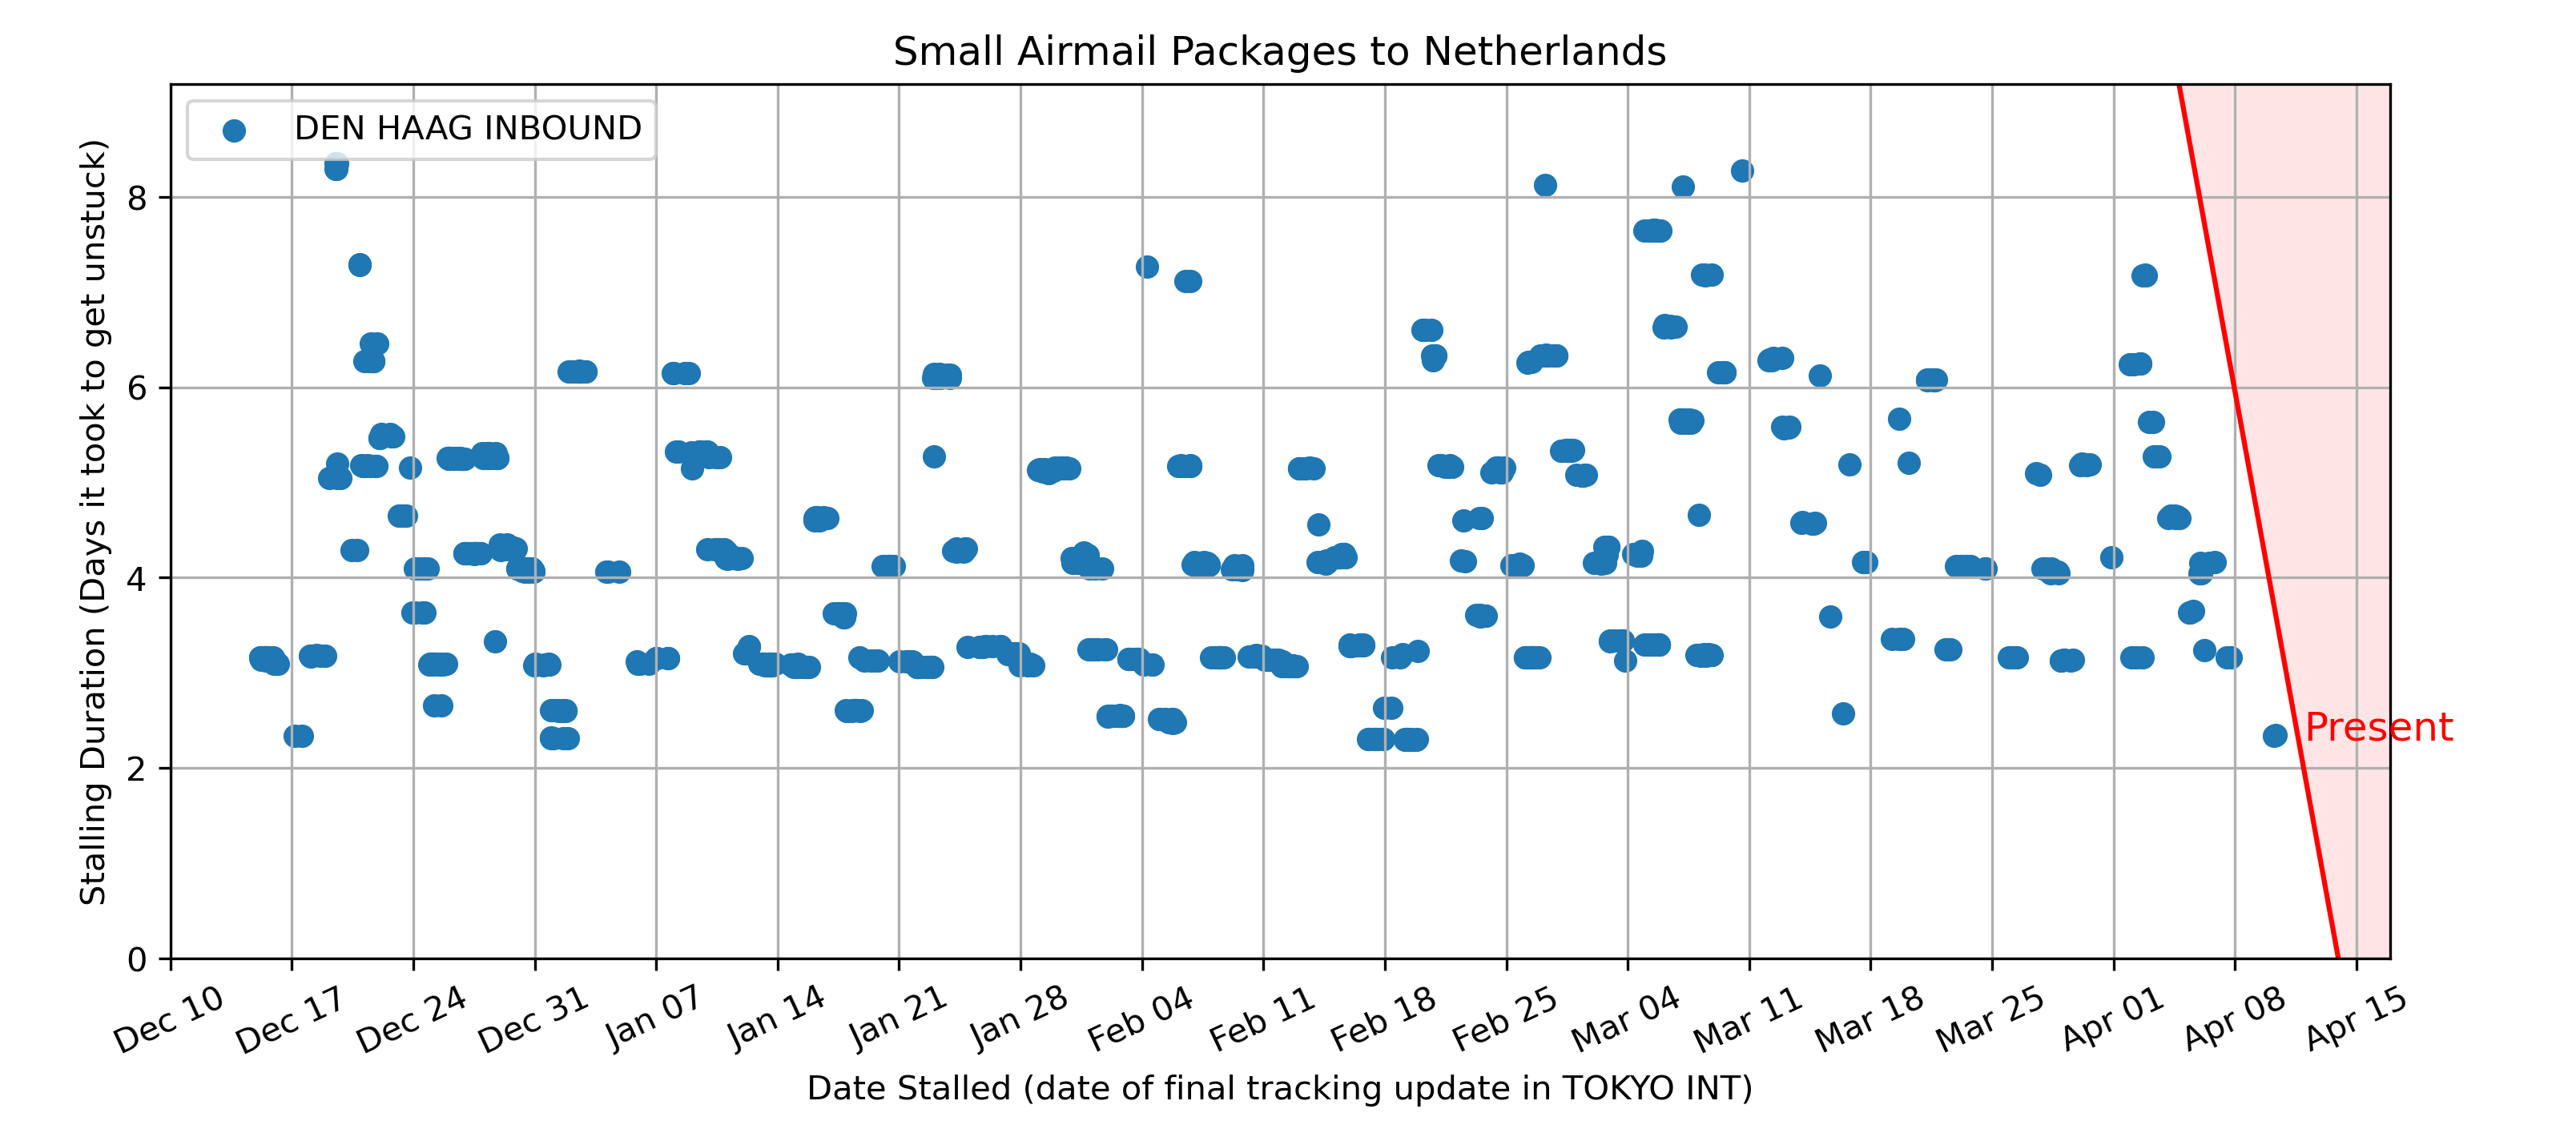 Small Airmail Packages to Netherlands
DEN HAAG INBOUND
Stalling Duration (Days it took to get unstuck)
8
6
4
2
0
Present
Dec 10
Dec 17
Dec 24
Dec 31
Jan 07
Jan 14
Jan 21
Jan 28
Feb 04
Feb 11
Feb 18
Feb 25
Mar 04
Mar 11
Mar 18
Mar 25
Apr 01
Apr 08
Apr 15
Date Stalled (date of final tracking update in TOKYO INT)